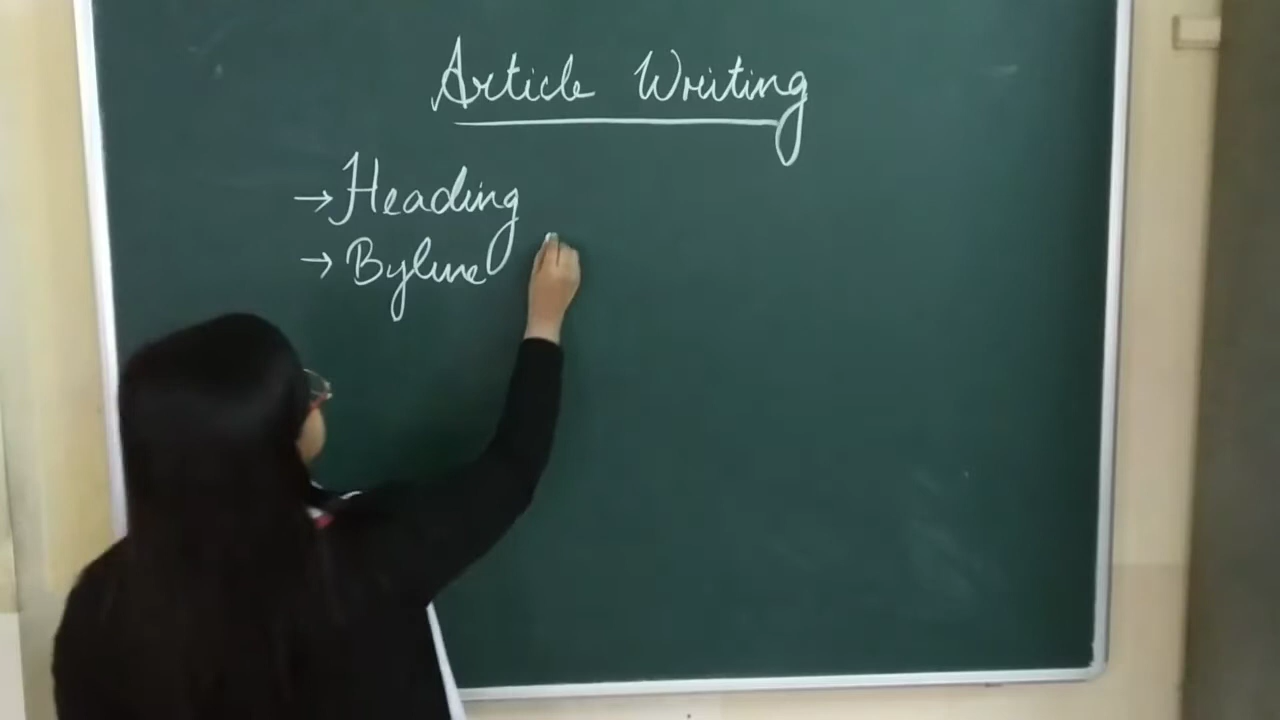 Article Writing
→ Heading
→ Byline